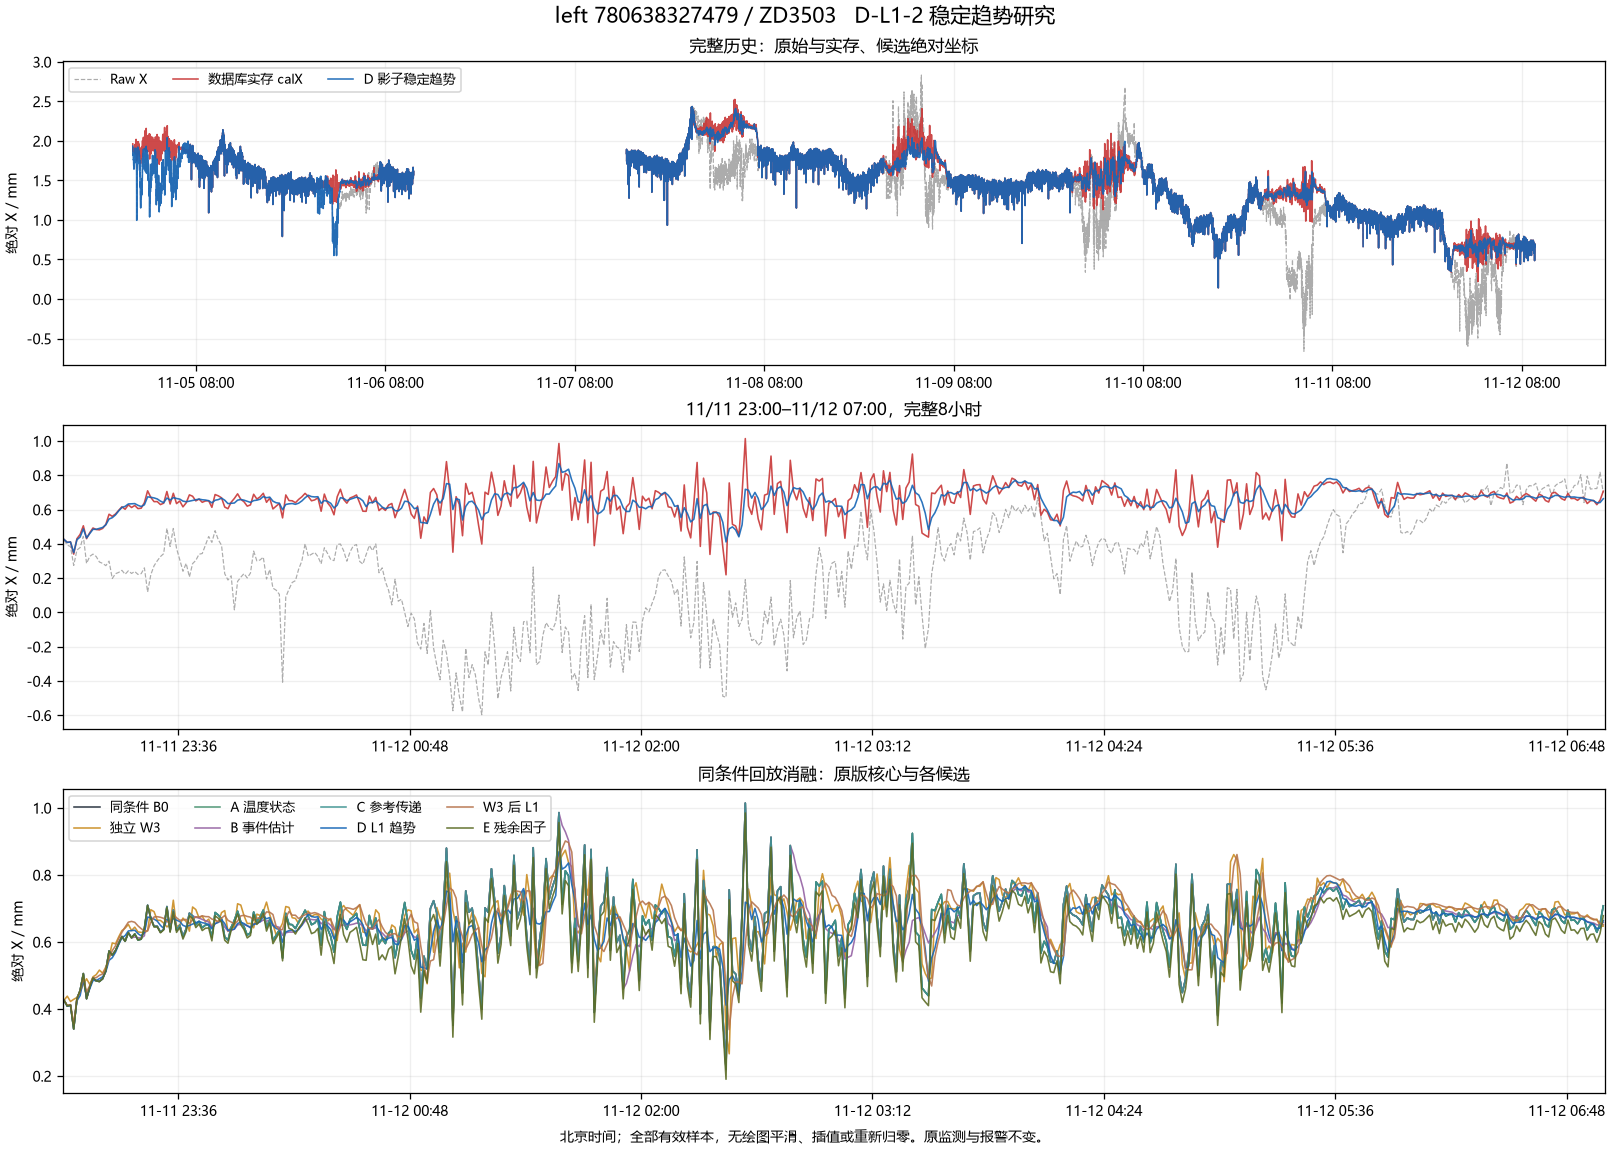 left 780638327479 / ZD3503 D-L1-2 稳定趋势研究
完整历史：原始与实存、候选绝对坐标
Raw X 数据库实存 calX D 影子稳定趋势
绝对 X / mm
3.0
2.5
2.0
1.5
1.0
0.5
0.0
-0.5
11-05 08:00 11-06 08:00 11-07 08:00 11-08 08:00 11-09 08:00 11-10 08:00 11-11 08:00 11-12 08:00
11/11 23:00–11/12 07:00，完整8小时
绝对 X / mm
1.0
0.8
0.6
0.4
0.2
0.0
-0.2
-0.4
-0.6
11-11 23:36 11-12 00:48 11-12 02:00 11-12 03:12 11-12 04:24 11-12 05:36 11-12 06:48
同条件回放消融：原版核心与各候选
同条件 B0 A 温度状态 C 参考传递 W3 后 L1
独立 W3 B 事件估计 D L1 趋势 E 残余因子
绝对 X / mm
1.0
0.8
0.6
0.4
0.2
11-11 23:36 11-12 00:48 11-12 02:00 11-12 03:12 11-12 04:24 11-12 05:36 11-12 06:48
北京时间；全部有效样本，无绘图平滑、插值或重新归零。原监测与报警不变。